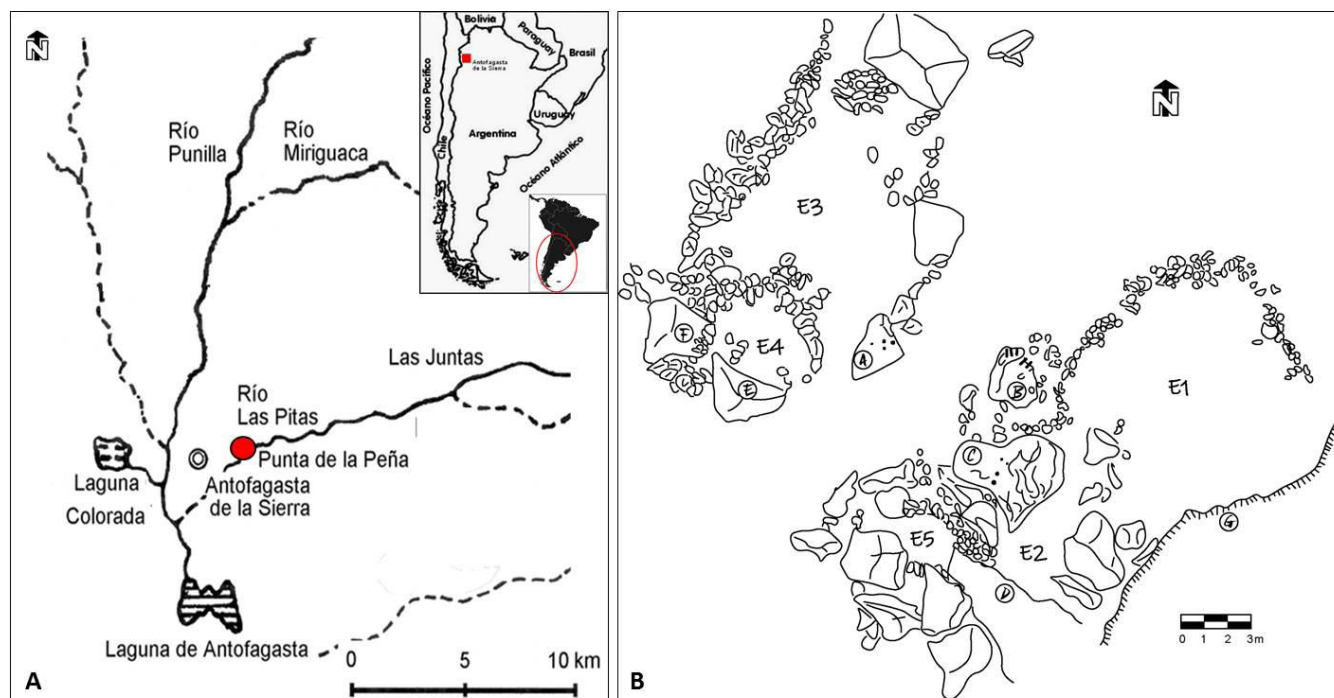 N
Río
Punilla
Río
Miriguaca
Las Juntas
Río
Las Pitas
Punta de la Peña
Antofagasta
de la Sierra
Laguna
Colorada
Laguna de Antofagasta
0 5 10 km
A
Bolivia
Paraguay
Brasil
Antofagasta
de la Sierra
Uruguay
Argentina
Chile
Océano Pacífico
Océano Atlántico
N
E3
F
E4
E
A
B
E1
C
E5
E2
D
G
0 1 2 3m
B